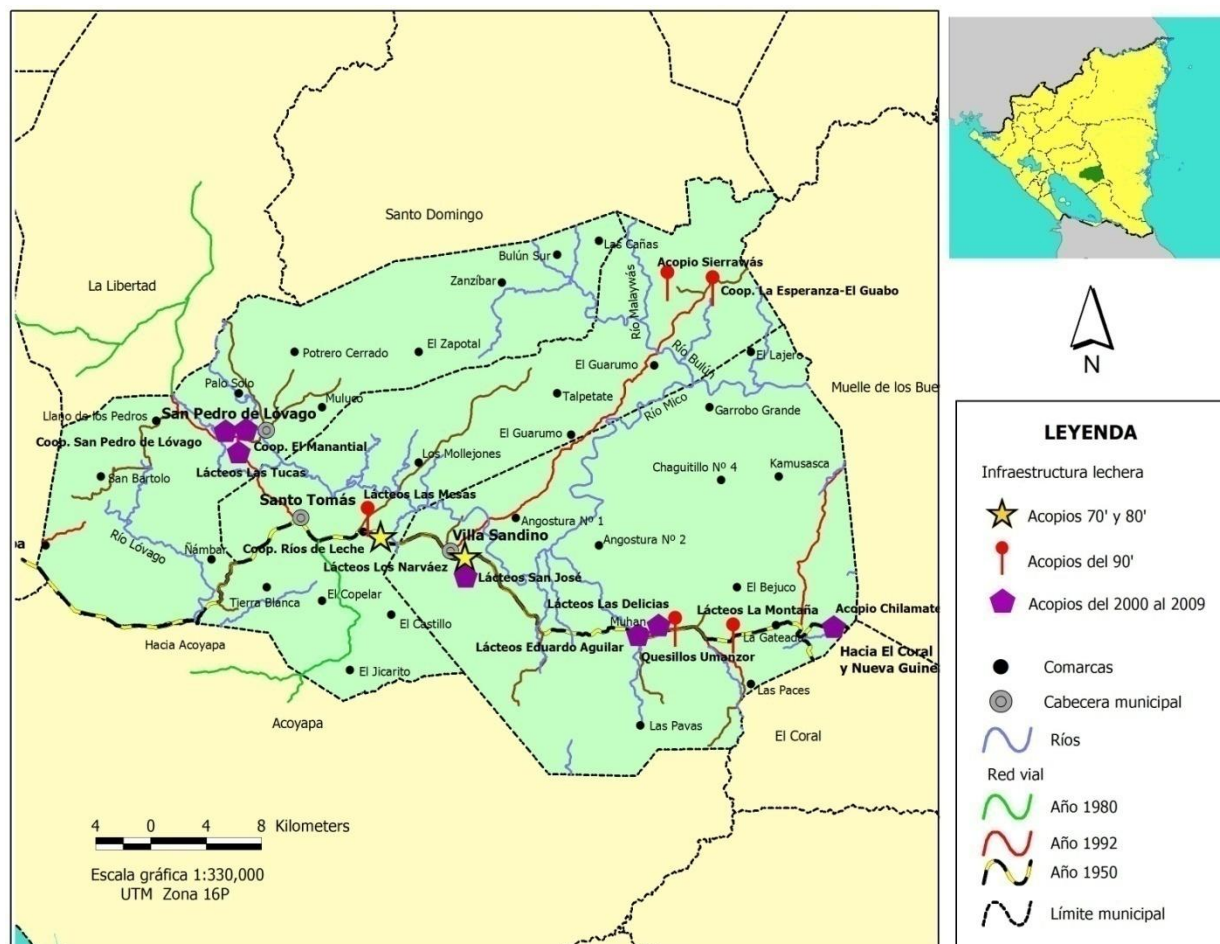 Santo Domingo
La Libertad
Las Cañas
Bulún Sur
Zanzíbar
Río Malaywás
Acopio Sierrawás
Coop. La Esperanza-El Guabo
Potrero Cerrado
El Zapotal
Río Bulún
El Guarumo
El Lajero
Muelle de los Bue
Palo Solo
Muluco
Talpetate
Río Mico
Garrobo Grande
Llano de los Pedros
San Pedro de Lóvago
Coop. San Pedro de Lóvago
Coop. El Manantial
El Guarumo
Lácteos Las Tucas
Los Mollejones
Chaguitillo Nº 4
Kamusasca
San Bártolo
Lácteos Las Mesas
Santo Tomás
Angostura Nº 1
Río Lóvago
Coop. Ríos de Leche
Villa Sandino
Angostura Nº 2
Ñámbar
Lácteos Los Narváez
Lácteos San José
El Bejuco
Tierra Blanca
El Copelar
El Castillo
Lácteos Las Delicias
Lácteos La Montaña
Acopio Chilamate
Muhan
La Gateada
Hacia Acoyapa
Lácteos Eduardo Aguilar
Quesillos Umanzor
Hacia El Coral
y Nueva Guine
El Jicarito
Las Paces
Acoyapa
Las Pavas
El Coral
4 0 4 8 Kilometers
Escala gráfica 1:330,000
UTM Zona 16P
N
LEYENDA
Infraestructura lechera
Acopios 70' y 80'
Acopios del 90'
Acopios del 2000 al 2009
Comarcas
Cabecera municipal
Ríos
Red vial
Año 1980
Año 1992
Año 1950
Límite municipal